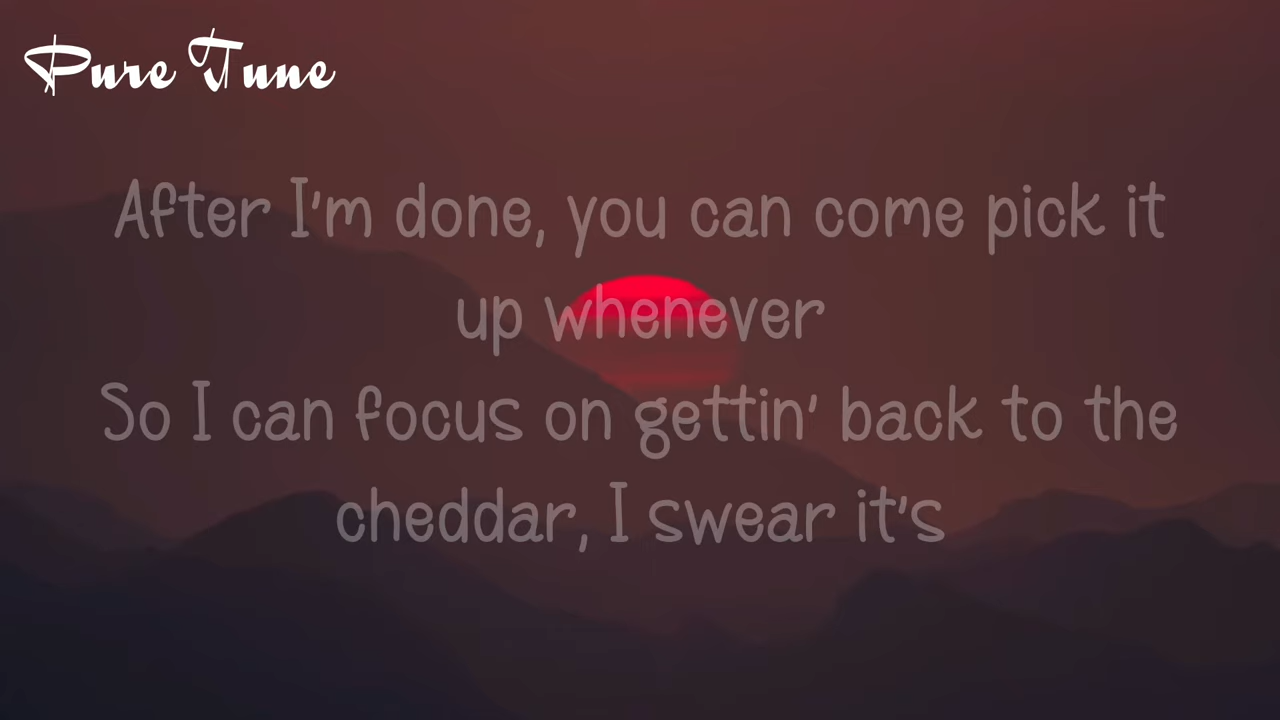 Pure Tune
After I'm done, you can come pick it
up whenever
So I can focus on gettin' back to the
cheddar, I swear it's